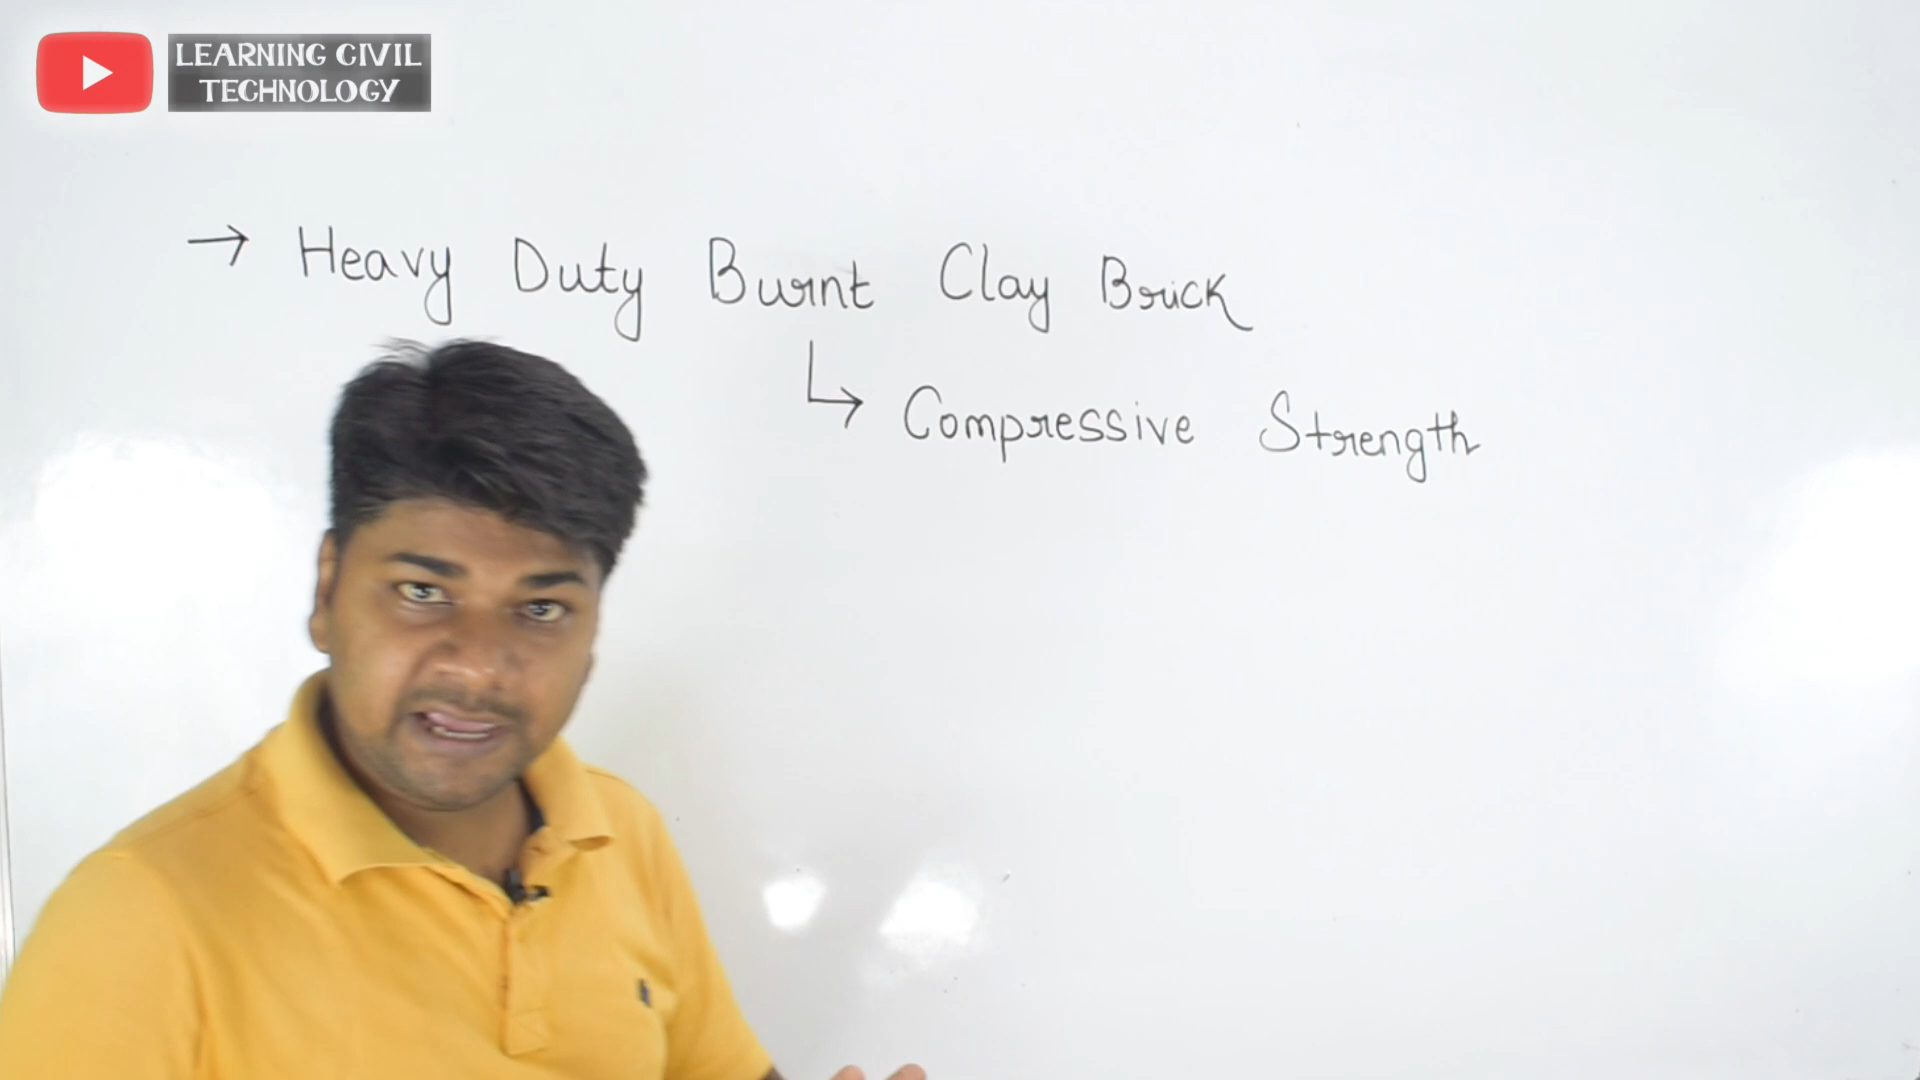 LEARNING CIVIL
TECHNOLOGY
→ Heavy Duty Burnt Clay Brick
↳ Compressive Strength